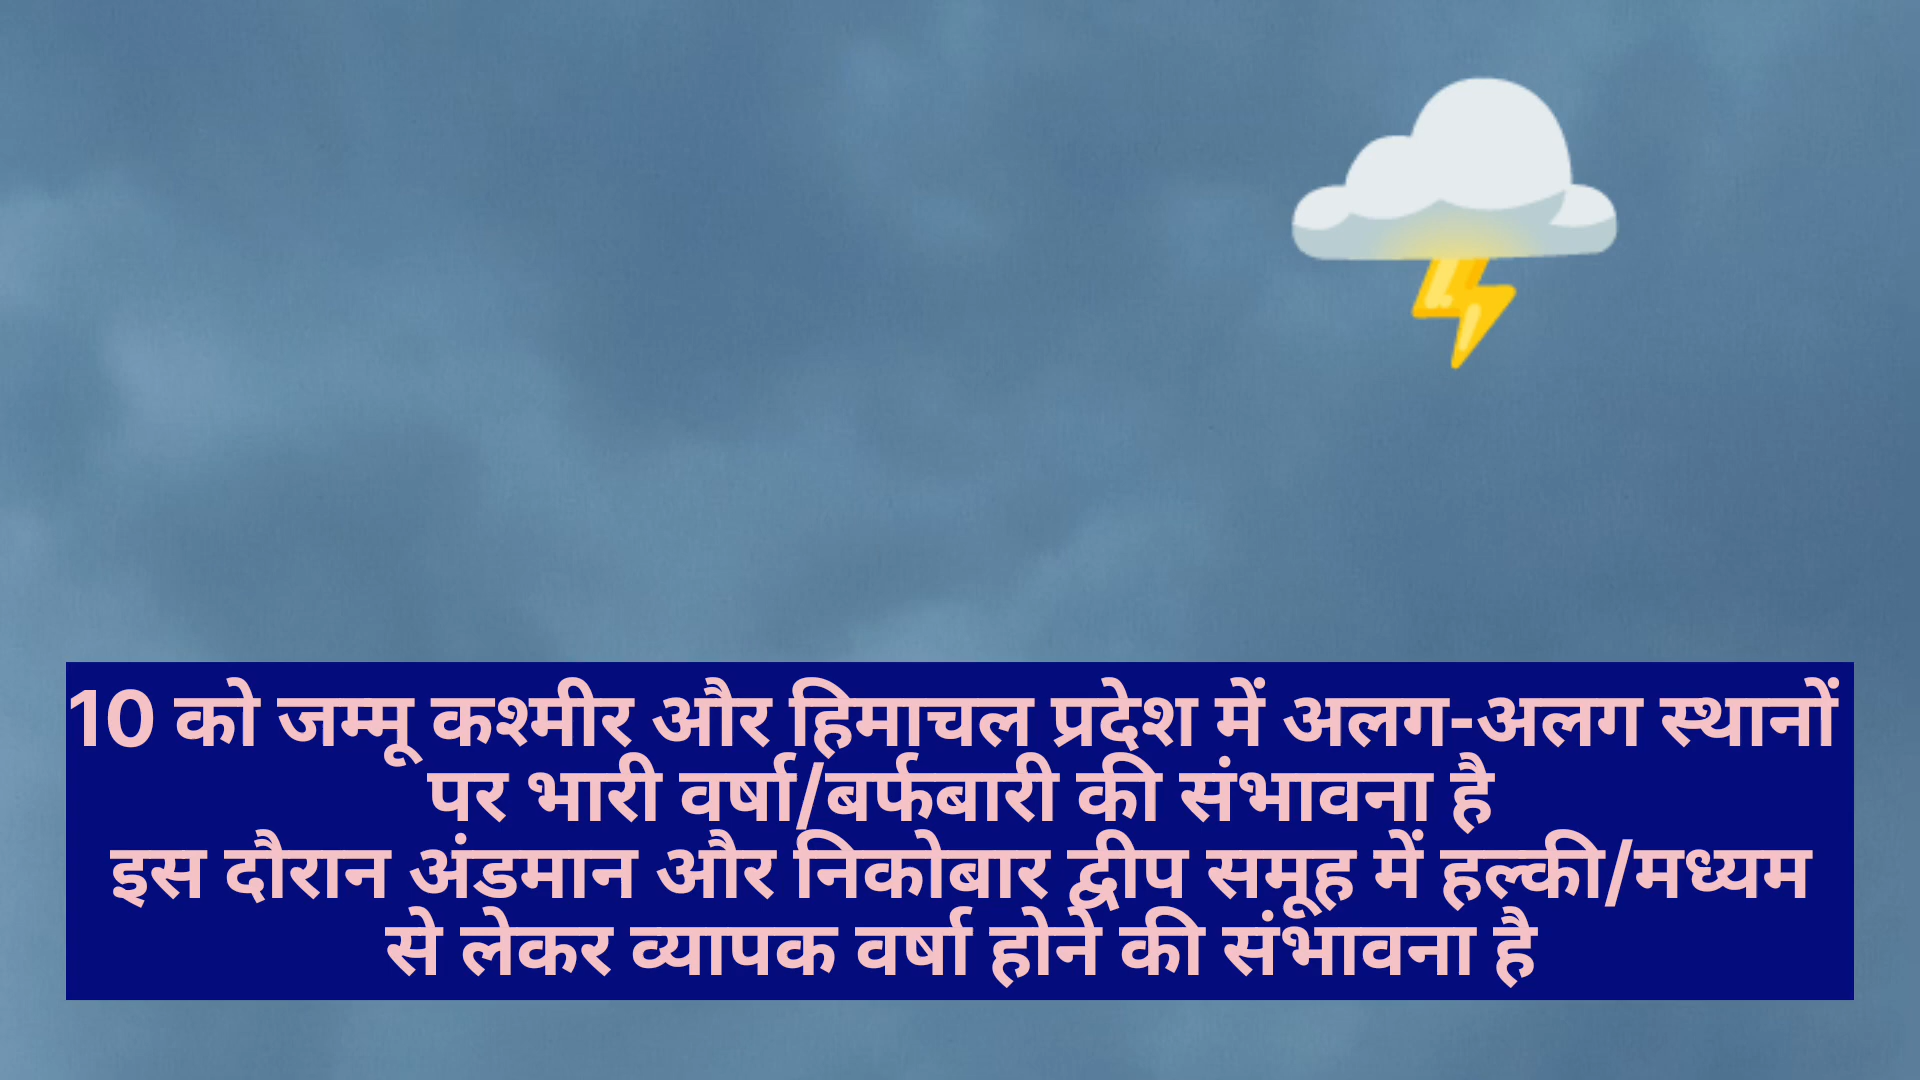 10 को जम्मू कश्मीर और हिमाचल प्रदेश में अलग-अलग स्थानों
पर भारी वर्षा/बर्फबारी की संभावना है
इस दौरान अंडमान और निकोबार द्वीप समूह में हल्की/मध्यम
से लेकर व्यापक वर्षा होने की संभावना है